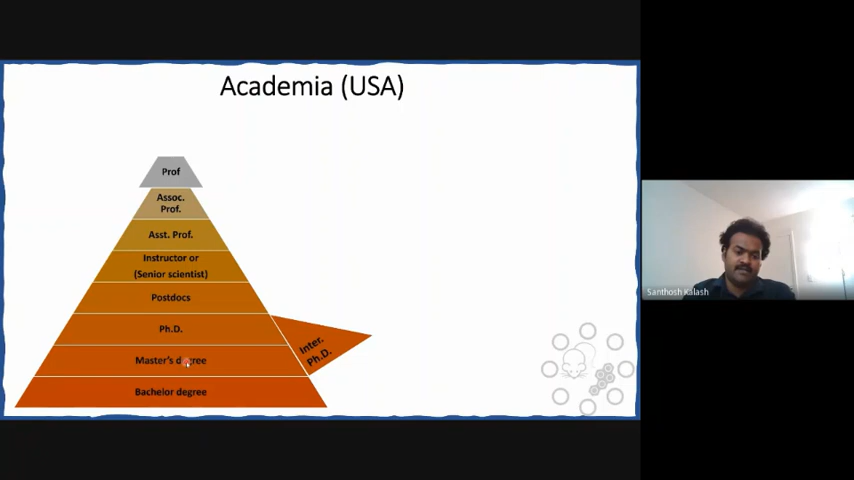 Academia (USA)
Prof
Assoc.
Prof.
Asst. Prof.
Instructor or
(Senior scientist)
Postdocs
Ph.D.
Inter.
Ph.D.
Master's degree
Bachelor degree
Santhosh Kalash